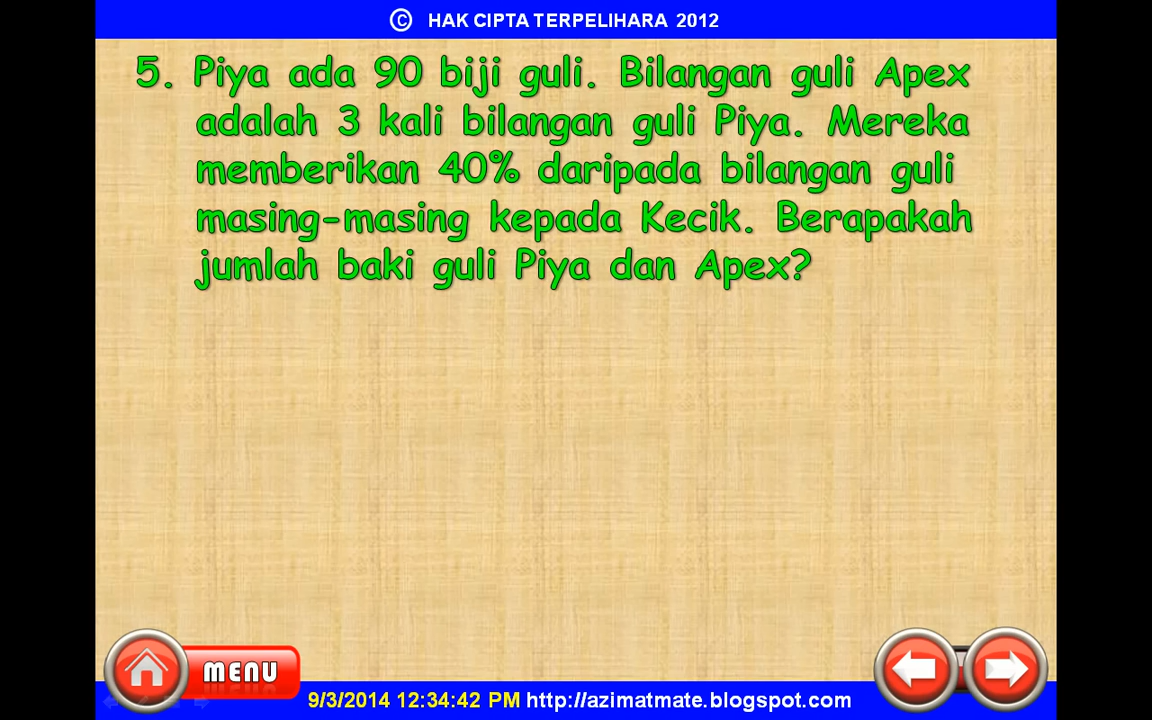 © HAK CIPTA TERPELIHARA 2012
5. Piya ada 90 biji guli. Bilangan guli Apex
adalah 3 kali bilangan guli Piya. Mereka
memberikan 40% daripada bilangan guli
masing-masing kepada Kecik. Berapakah
jumlah baki guli Piya dan Apex?
MENU
9/3/2014 12:34:42 PM http://azimatmate.blogspot.com